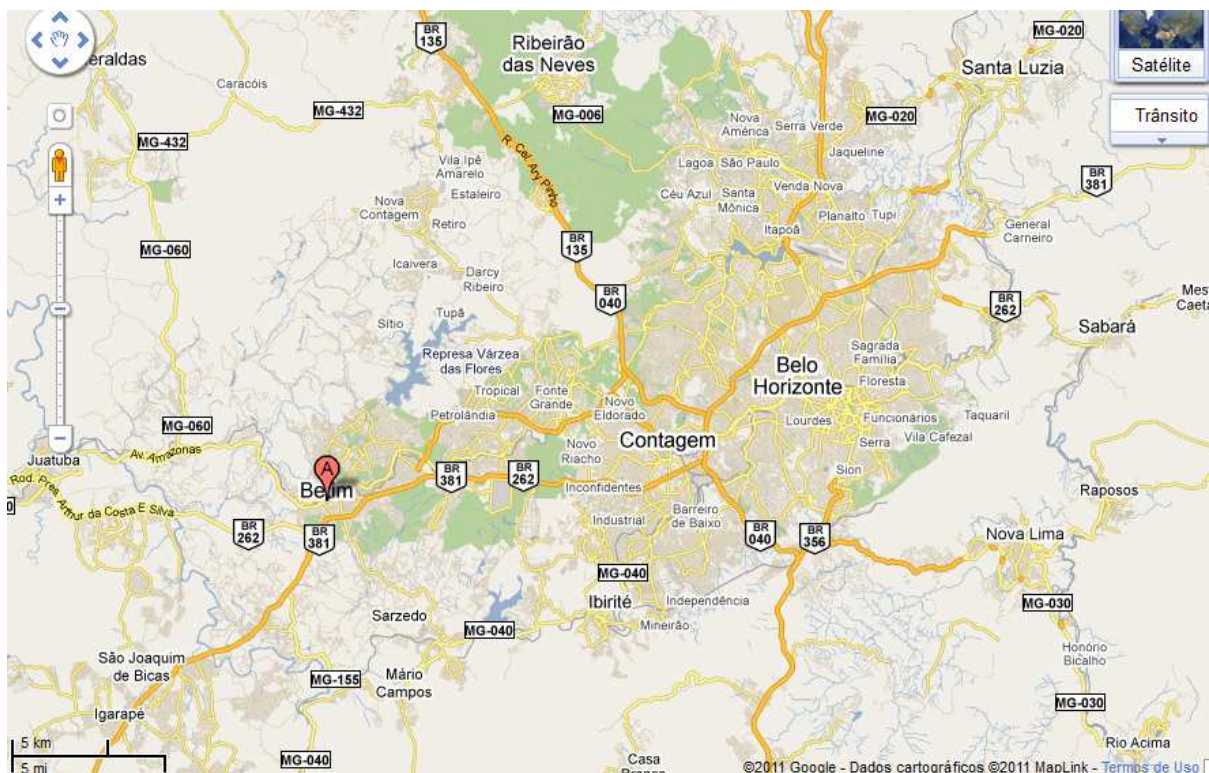 BR
135
Ribeirão
das Neves
MG-020
Santa Luzia
Satélite
Trânsito
eraldas
Caracóis
MG-432
MG-006
MG-432
Nova
América
Serra Verde
MG-020
Jaqueline
R. Cel. Ary Pinho
Vila Ipê
Amarelo
Estaleiro
Lagoa
São Paulo
Venda Nova
BR
381
Nova
Contagem
Retiro
Céu Azul
Santa
Mônica
Planalto
Tupi
Itapoã
General
Carneiro
MG-060
BR
135
Icaivera
Darcy
Ribeiro
BR
040
BR
262
Mest
Caeta
Sítio
Tupã
Sabará
Represa Várzea
das Flores
Belo
Horizonte
Sagrada
Família
Floresta
Tropical
Fonte
Grande
Petrolândia
Novo
Eldorado
Lourdes
Funcionários
Taquaril
MG-060
Contagem
Serra
Vila Cafezal
Av. Amazonas
Novo
Riacho
Juatuba
A
Betim
BR
381
BR
262
Inconfidentes
Sion
Raposos
Rod. Pres Arthur da Costa E Silva
0
BR
262
BR
381
Industrial
Barreiro
de Baixo
BR
040
BR
356
Nova Lima
MG-040
Sarzedo
Ibirité
Independência
MG-030
MG-040
Mineirão
São Joaquim
de Bicas
Honório
Bicalho
Mário
Campos
MG-155
MG-030
Igarapé
5 km
5 mi
MG-040
Casa
Branca
Rio Acima
©2011 Google - Dados cartográficos ©2011 MapLink - Termos de Uso